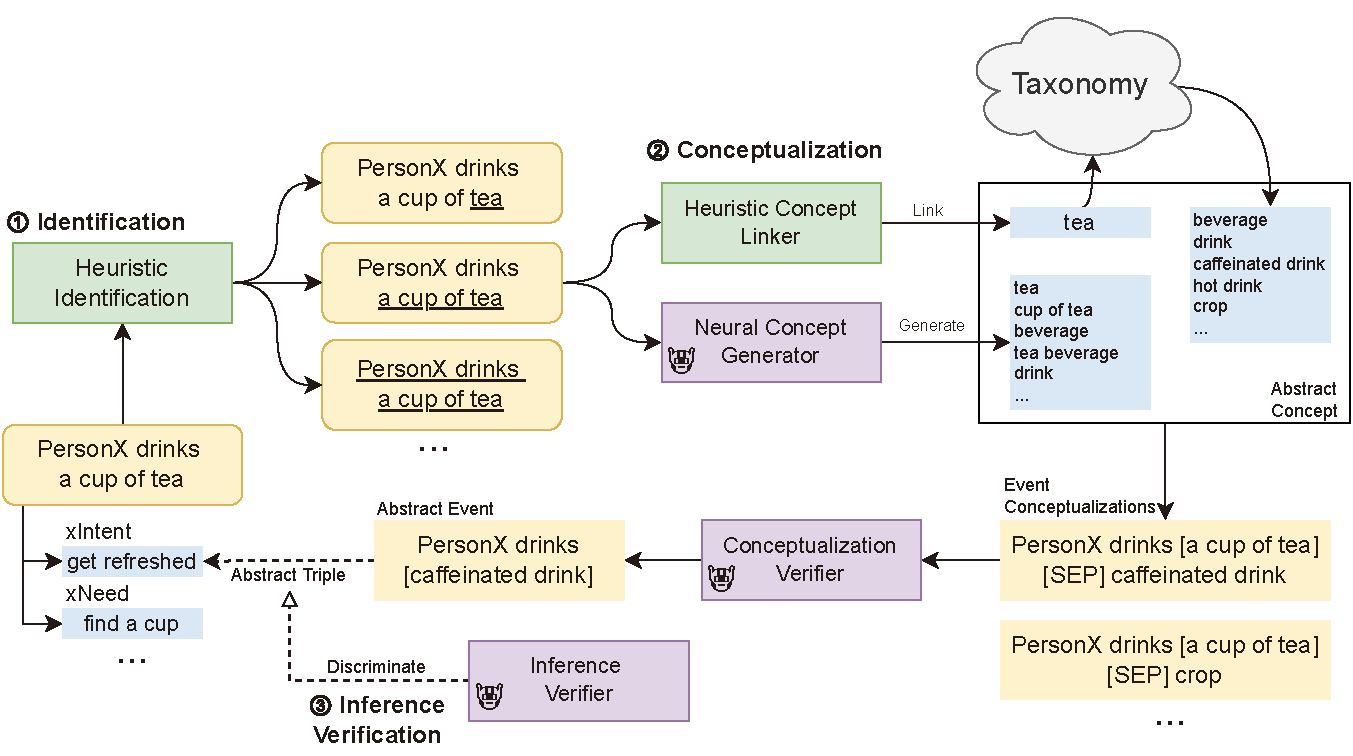 Taxonomy
② Conceptualization
PersonX drinks
a cup of tea
① Identification
Heuristic
Identification
PersonX drinks
a cup of tea
PersonX drinks
a cup of tea
...
Heuristic Concept
Linker
Link
tea
beverage
drink
caffeinated drink
hot drink
crop
...
Neural Concept
Generator
Generate
tea
cup of tea
beverage
tea beverage
drink
...
Abstract
Concept
PersonX drinks
a cup of tea
xIntent
get refreshed
xNeed
find a cup
...
Abstract Triple
Abstract Event
PersonX drinks
[caffeinated drink]
Conceptualization
Verifier
Event
Conceptualizations
PersonX drinks [a cup of tea]
[SEP] caffeinated drink
PersonX drinks [a cup of tea]
[SEP] crop
...
Discriminate
Inference
Verifier
③ Inference
Verification